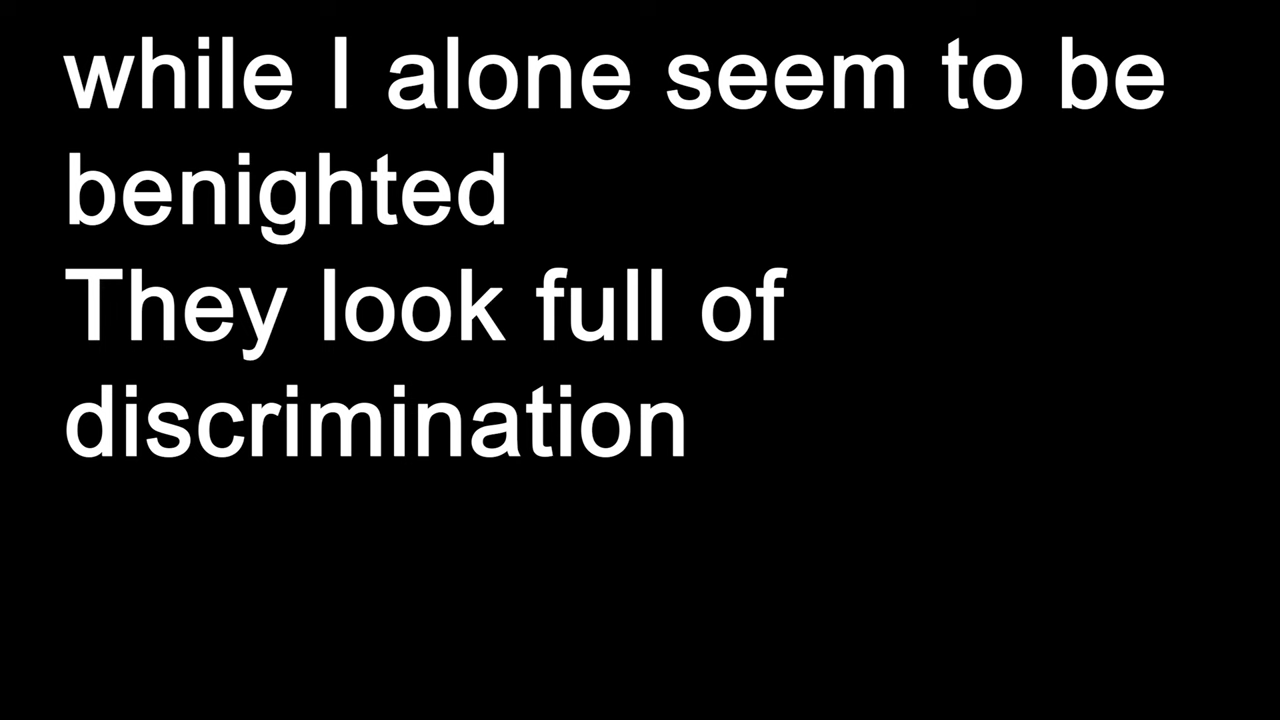 while I alone seem to be
benighted
They look full of
discrimination